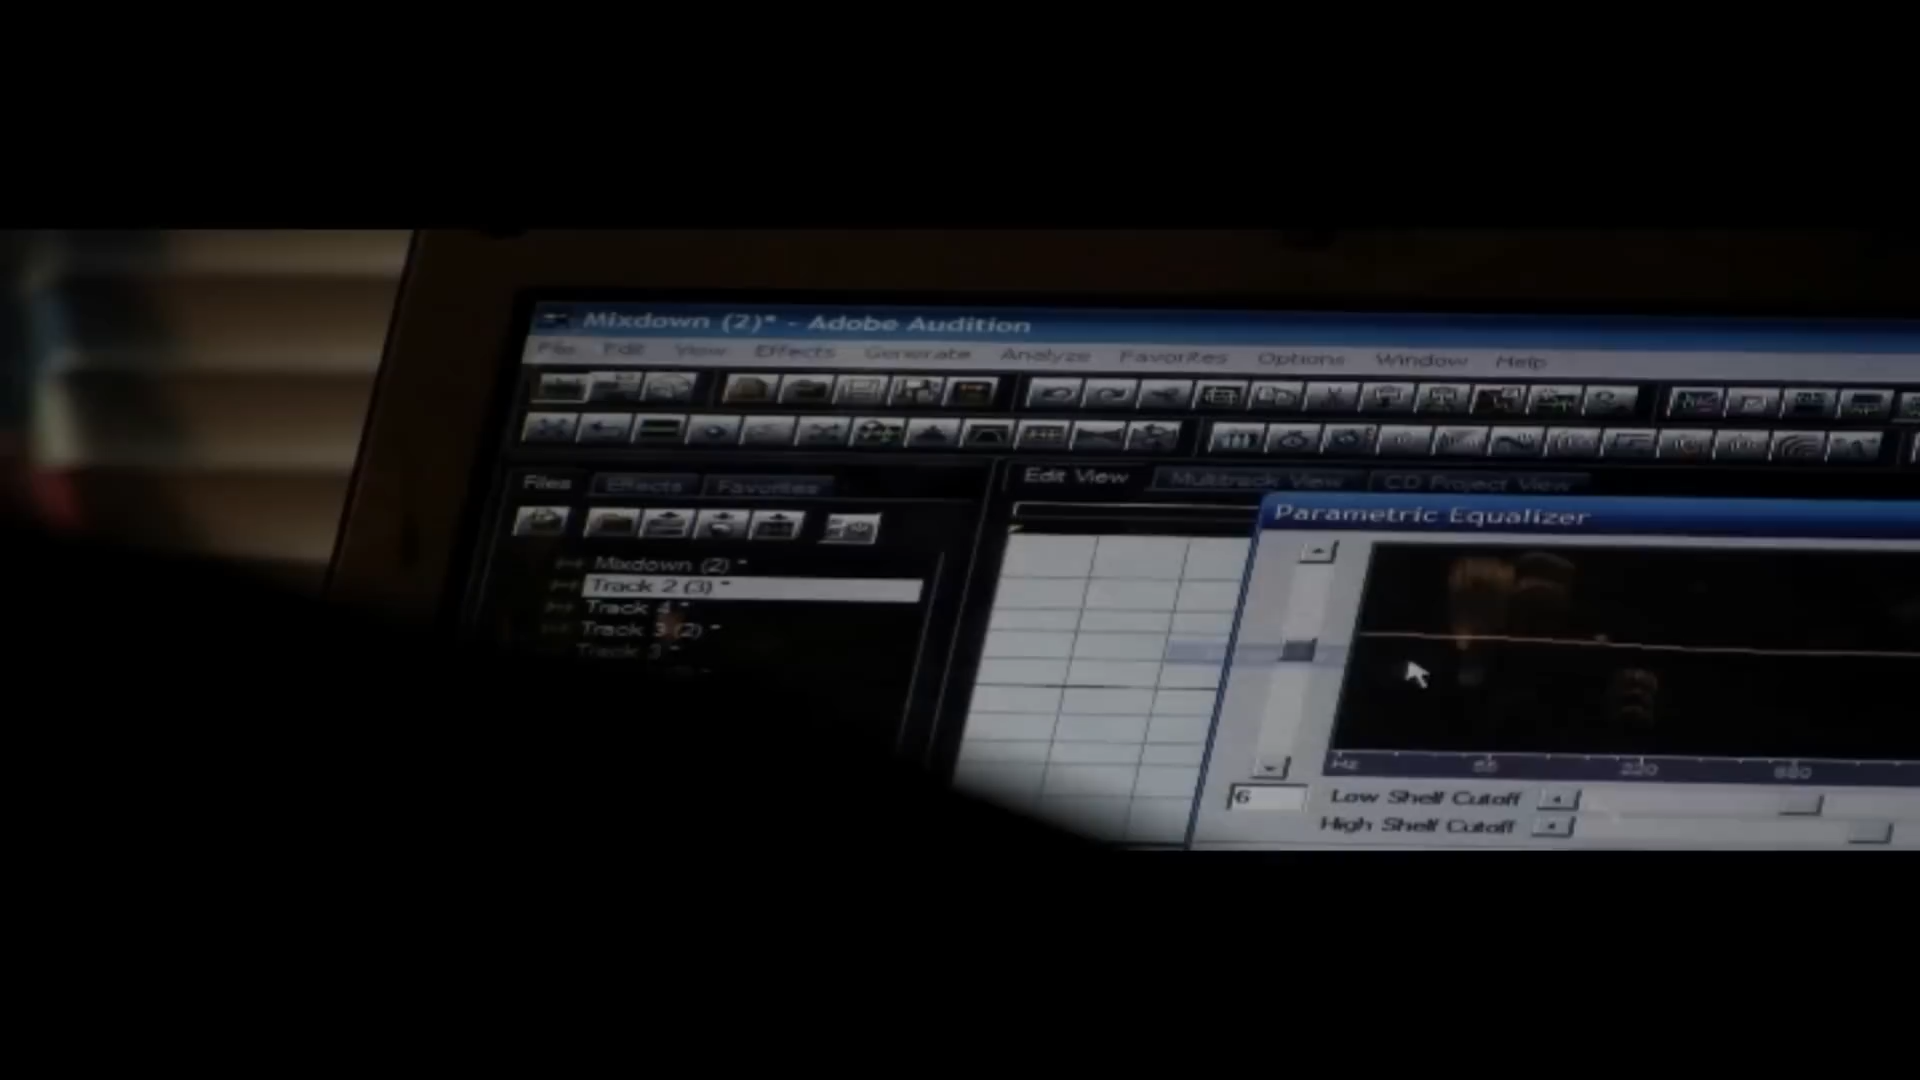 Mixdown (2)* - Adobe Audition
File Edit View Effects Generate Analyze Favorites Options Window Help
Files Effects Favorites
Edit View Multitrack View CD Project View
Parametric Equalizer
Mixdown (2) *
Track 2 (3) *
Track 4 *
Track 3 (2) *
Track 3 *
Hz 220 880
6
Low Shelf Cutoff
High Shelf Cutoff